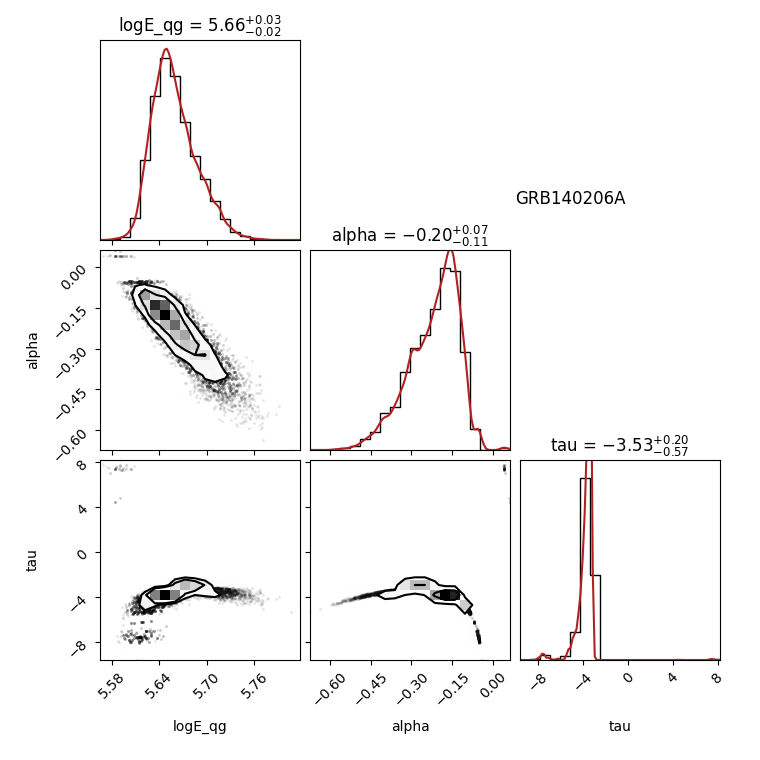 logE_qg = 5.66+0.03−0.02
GRB140206A
alpha = −0.20+0.07−0.11
0.00
−0.15
−0.30
−0.45
−0.60
alpha
tau = −3.53+0.20−0.57
8
4
0
−4
−8
tau
5.58 5.64 5.70 5.76
−0.60 −0.45 −0.30 −0.15 0.00
−8 −4 0 4 8
logE_qg alpha tau